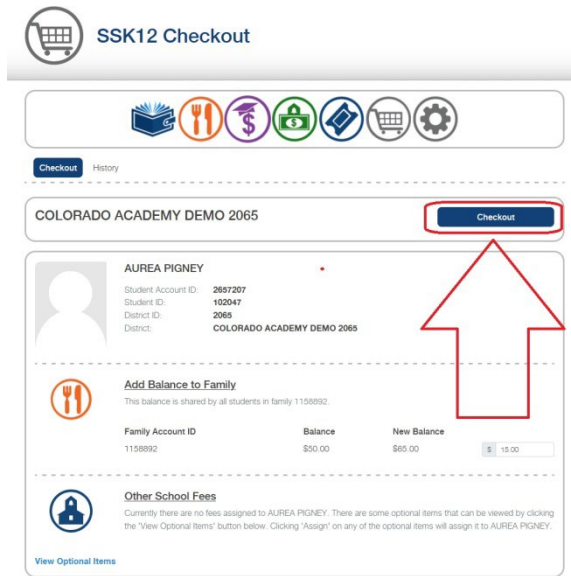 SSK12 Checkout
Checkout History
COLORADO ACADEMY DEMO 2065
Checkout
AUREA PIGNEY
Student Account ID: 2657207
Student ID: 102047
District ID: 2065
District: COLORADO ACADEMY DEMO 2065
Add Balance to Family
This balance is shared by all students in family 1158892.
Family Account ID Balance New Balance
1158892 $50.00 $65.00 $ 15.00
Other School Fees
Currently there are no fees assigned to AUREA PIGNEY. There are some optional items that can be viewed by clicking
the 'View Optional Items' button below. Clicking 'Assign' on any of the optional items will assign it to AUREA PIGNEY.
View Optional Items